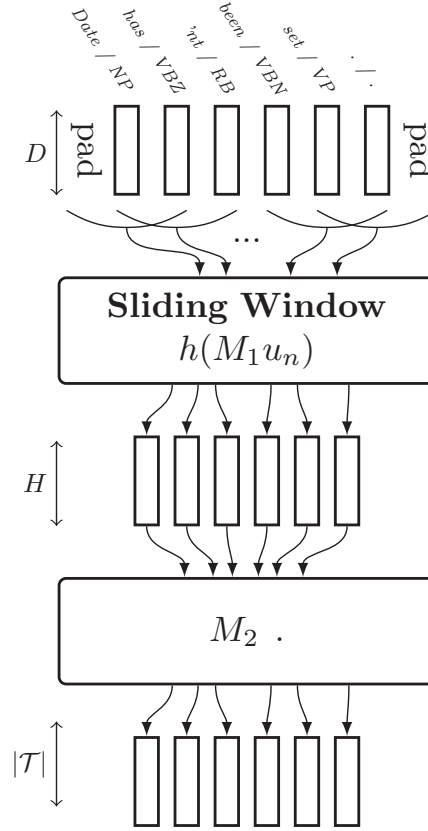 Date / NP
has / VBZ
'nt / RB
been / VBN
set / VP
. / .
D
pad
pad
...
Sliding Window
h(M₁uₙ)
H
M₂ .
|𝒯|